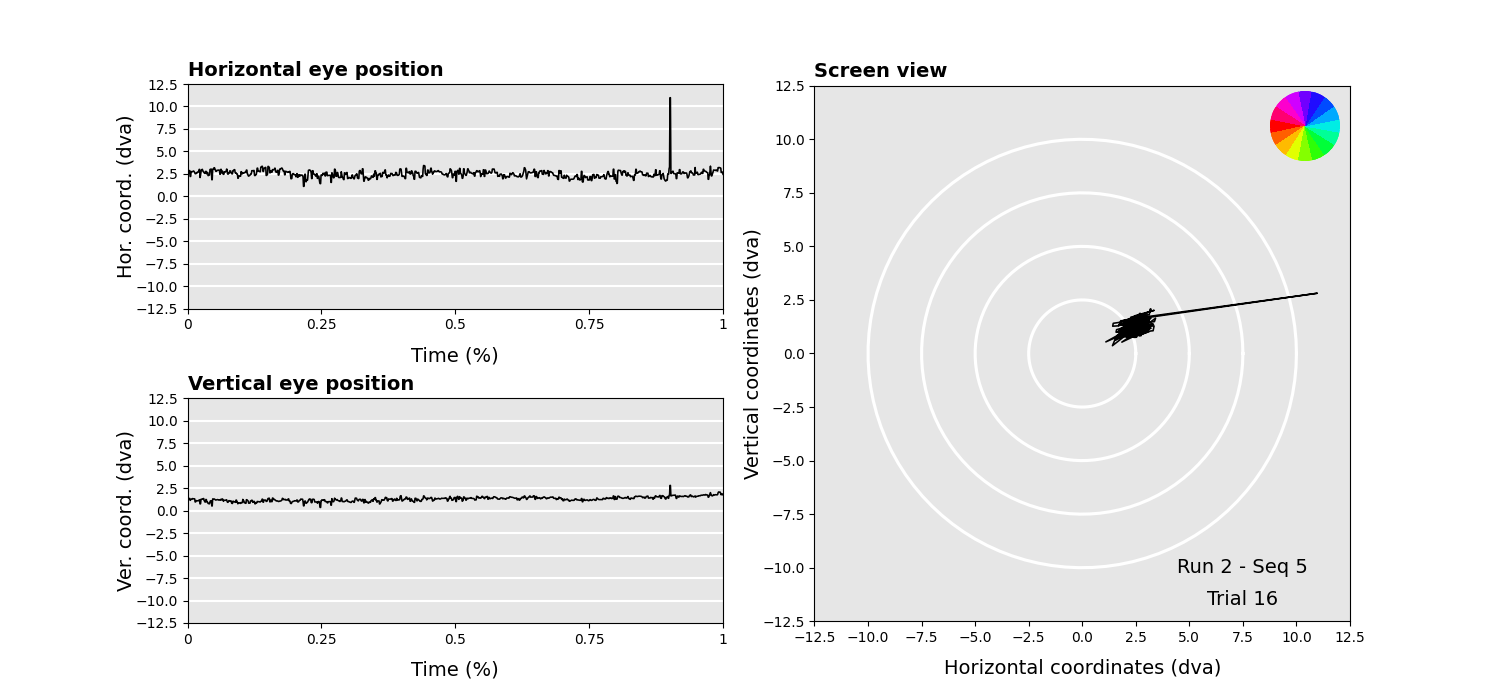 Horizontal eye position
12.5
10.0
7.5
5.0
2.5
0.0
−2.5
−5.0
−7.5
−10.0
−12.5
Hor. coord. (dva)
0 0.25 0.5 0.75 1
Time (%)
Vertical eye position
12.5
10.0
7.5
5.0
2.5
0.0
−2.5
−5.0
−7.5
−10.0
−12.5
Ver. coord. (dva)
0 0.25 0.5 0.75 1
Time (%)
Screen view
12.5
10.0
7.5
5.0
2.5
0.0
−2.5
−5.0
−7.5
−10.0
−12.5
Vertical coordinates (dva)
Run 2 - Seq 5
Trial 16
−12.5 −10.0 −7.5 −5.0 −2.5 0.0 2.5 5.0 7.5 10.0 12.5
Horizontal coordinates (dva)